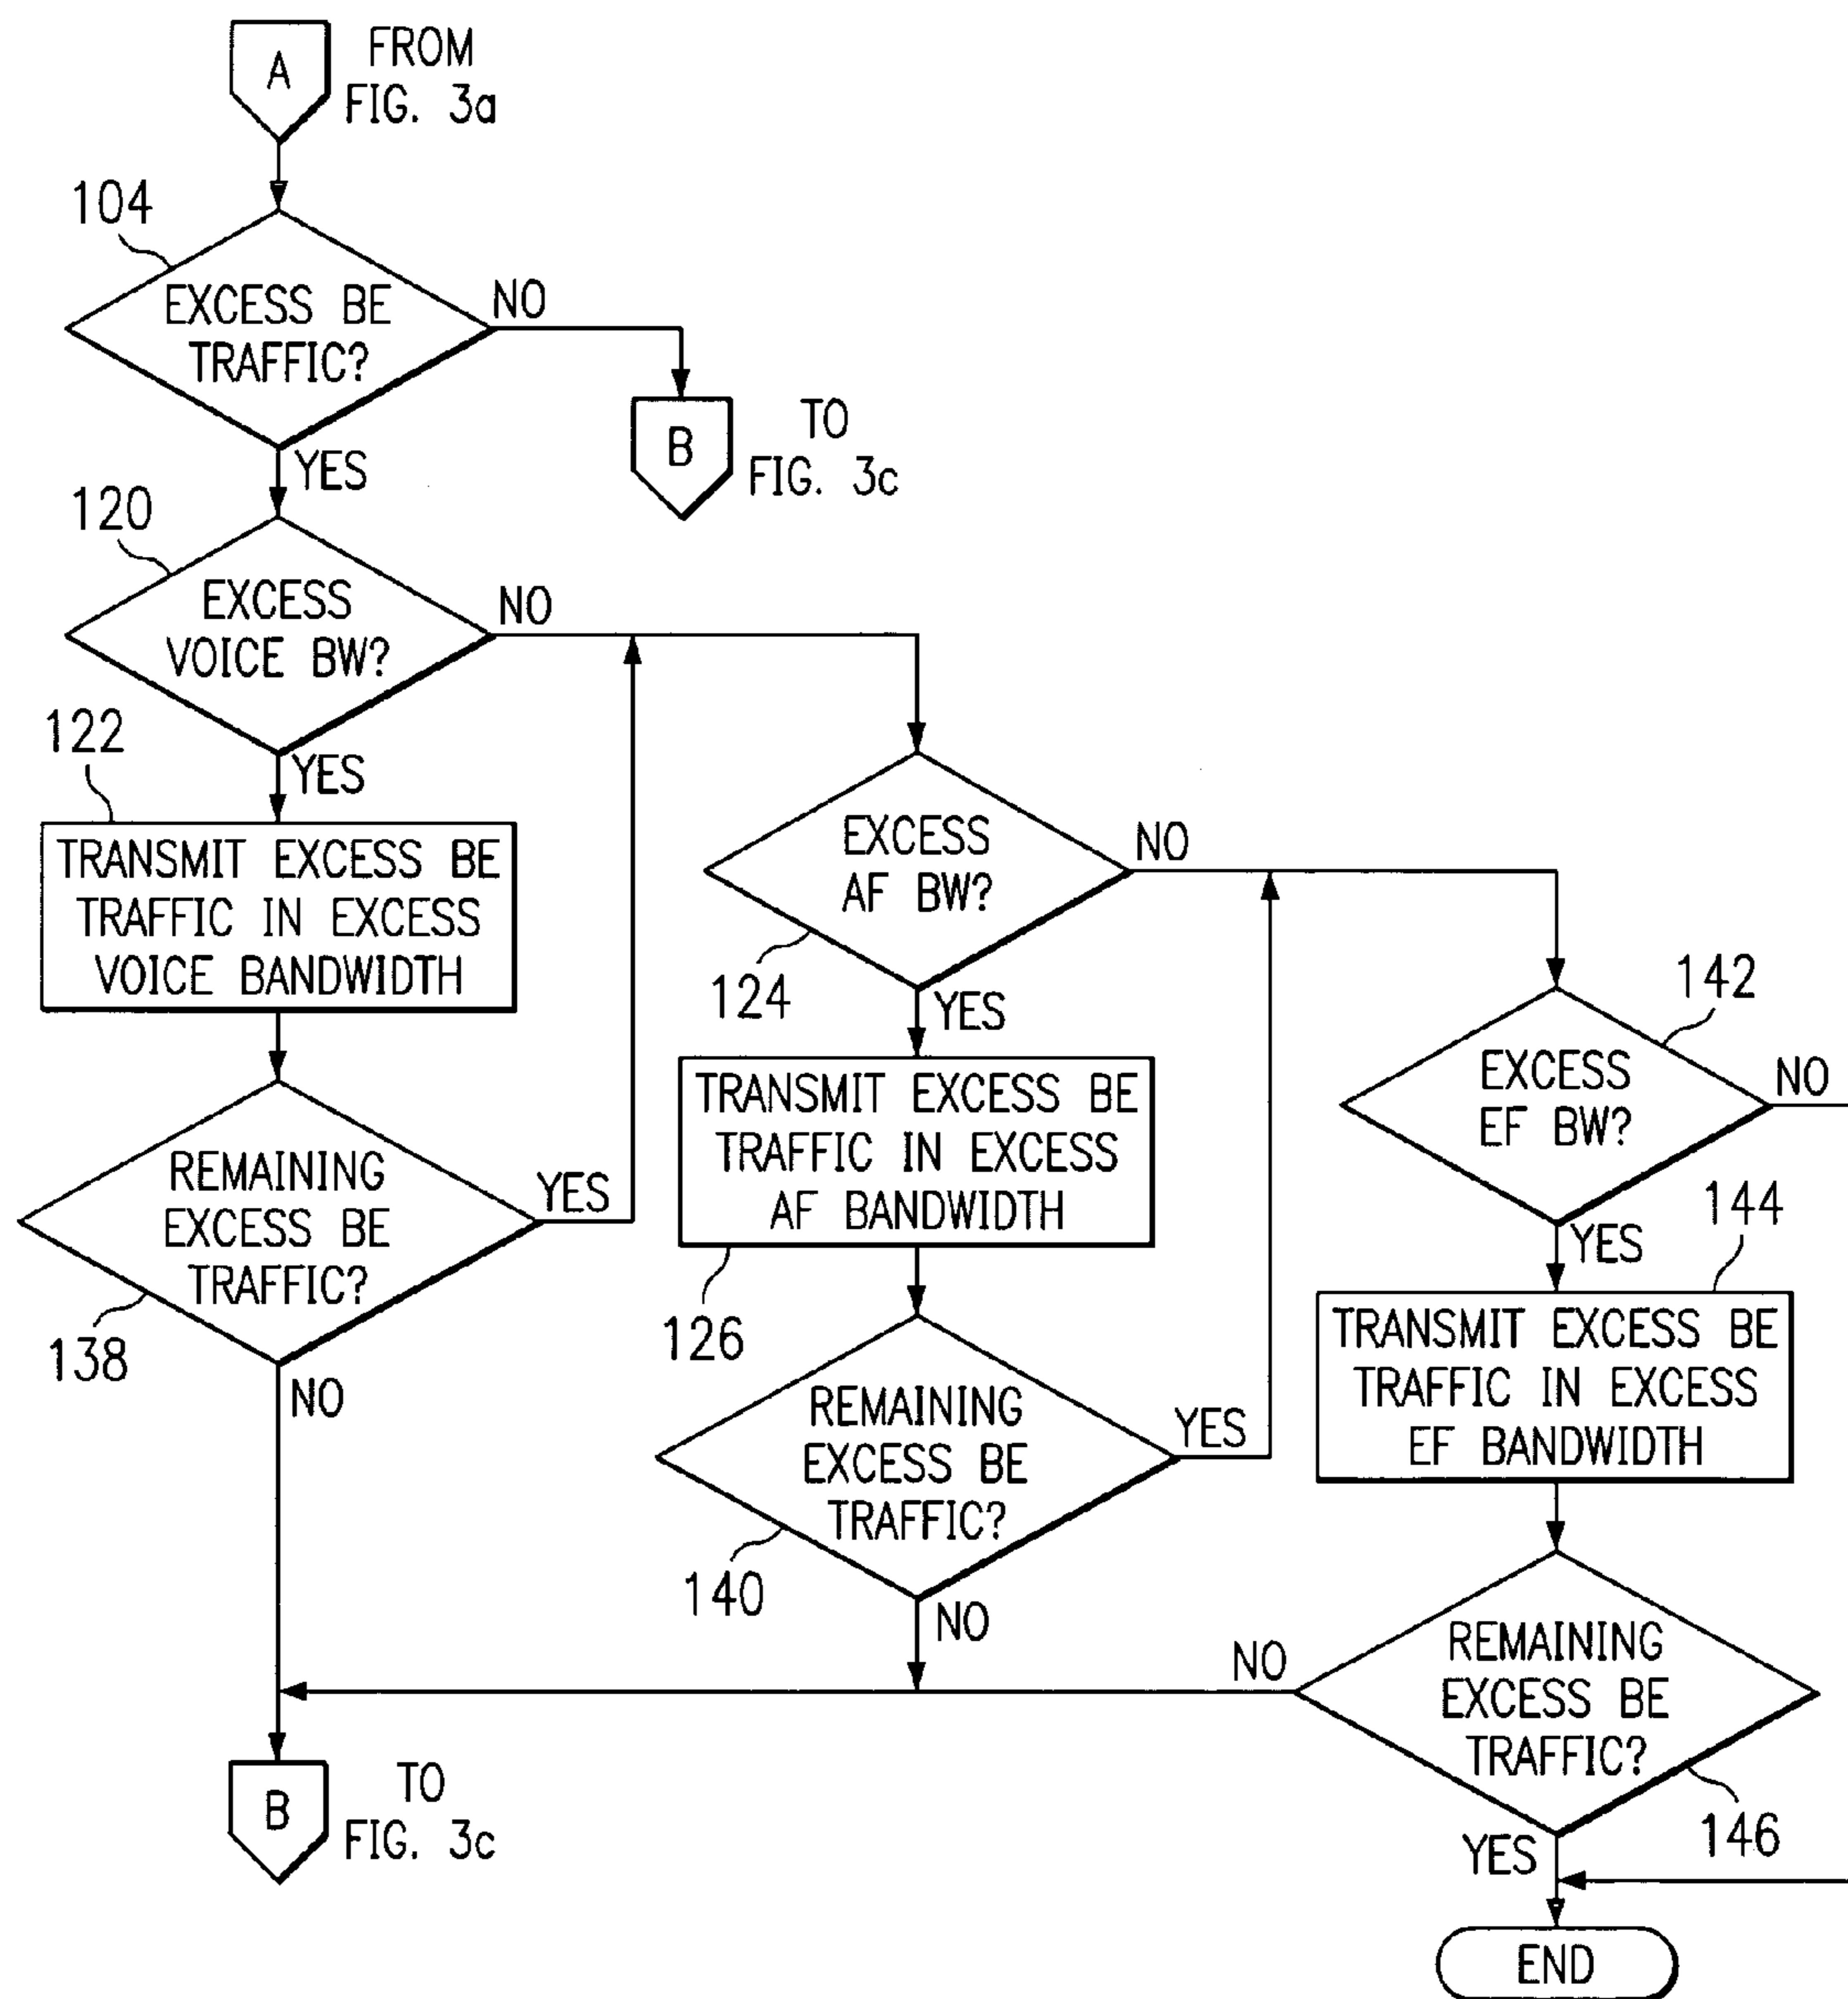 A
FROM
FIG. 3a
104
EXCESS BE
TRAFFIC?
NO
B
TO
FIG. 3c
YES
120
EXCESS
VOICE BW?
NO
YES
122
TRANSMIT EXCESS BE
TRAFFIC IN EXCESS
VOICE BANDWIDTH
REMAINING
EXCESS BE
TRAFFIC?
YES
138
NO
EXCESS
AF BW?
NO
124
YES
TRANSMIT EXCESS BE
TRAFFIC IN EXCESS
AF BANDWIDTH
126
REMAINING
EXCESS BE
TRAFFIC?
YES
140
NO
142
EXCESS
EF BW?
NO
YES
144
TRANSMIT EXCESS BE
TRAFFIC IN EXCESS
EF BANDWIDTH
REMAINING
EXCESS BE
TRAFFIC?
NO
146
YES
END
B
TO
FIG. 3c